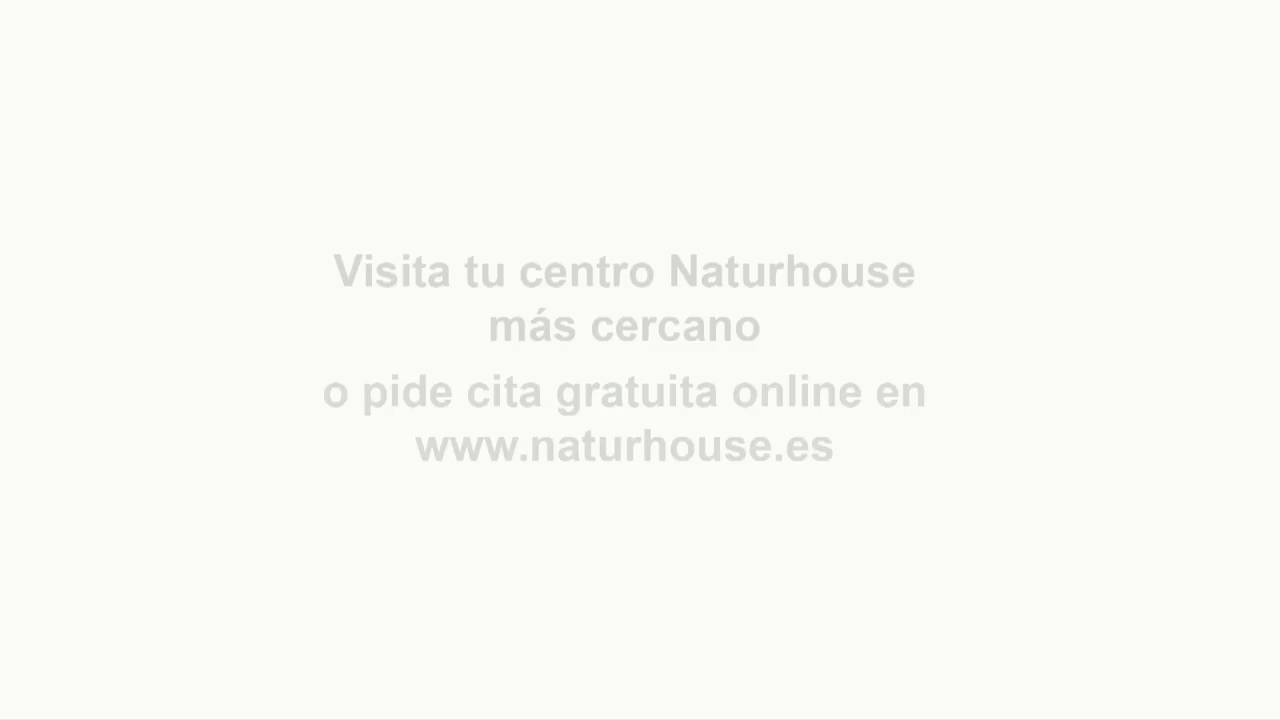 Visita tu centro Naturhouse
más cercano
o pide cita gratuita online en
www.naturhouse.es